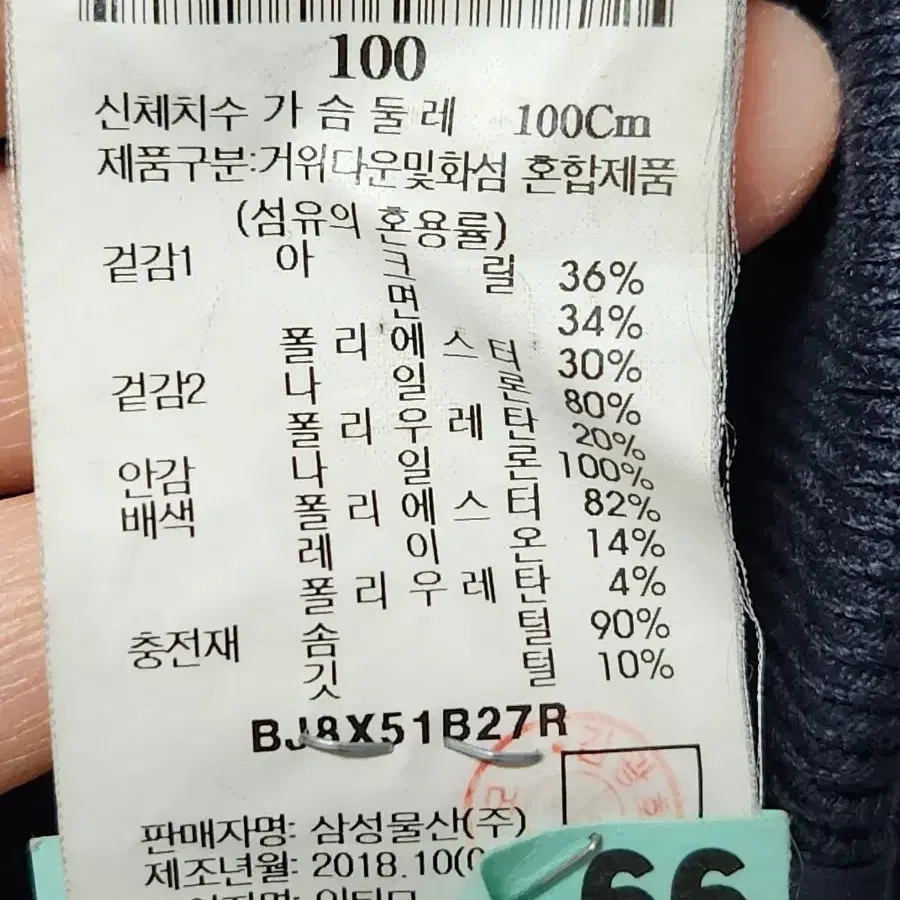 100
신체치수 가 슴 둘 레 100Cm
제품구분:거위다운및화섬 혼합제품
(섬유의 혼용률)
겉감1 아 크 릴 36%
면 34%
폴 리 에 스 터 30%
겉감2 나 일 론 80%
폴 리 우 레 탄 20%
안감 나 일 론 100%
배색 폴 리 에 스 터 82%
레 이 온 14%
폴 리 우 레 탄 4%
충전재 솜 털 90%
깃 털 10%
BJ8X51B27R
판매자명: 삼성물산(주)
제조년월: 2018.10(
66